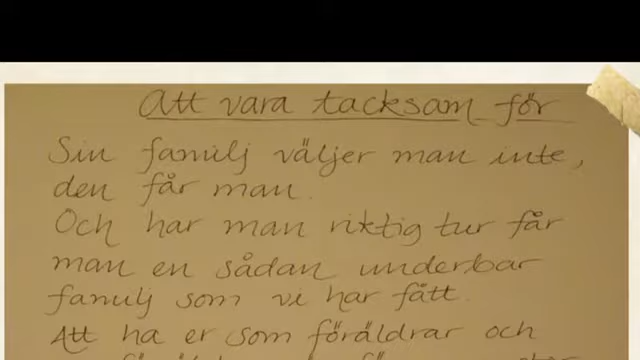 Att vara tacksam för
Sin familj väljer man inte,
den får man.
Och har man riktig tur får
man en sådan underbar
familj som vi har fått.
Att ha er som föräldrar och